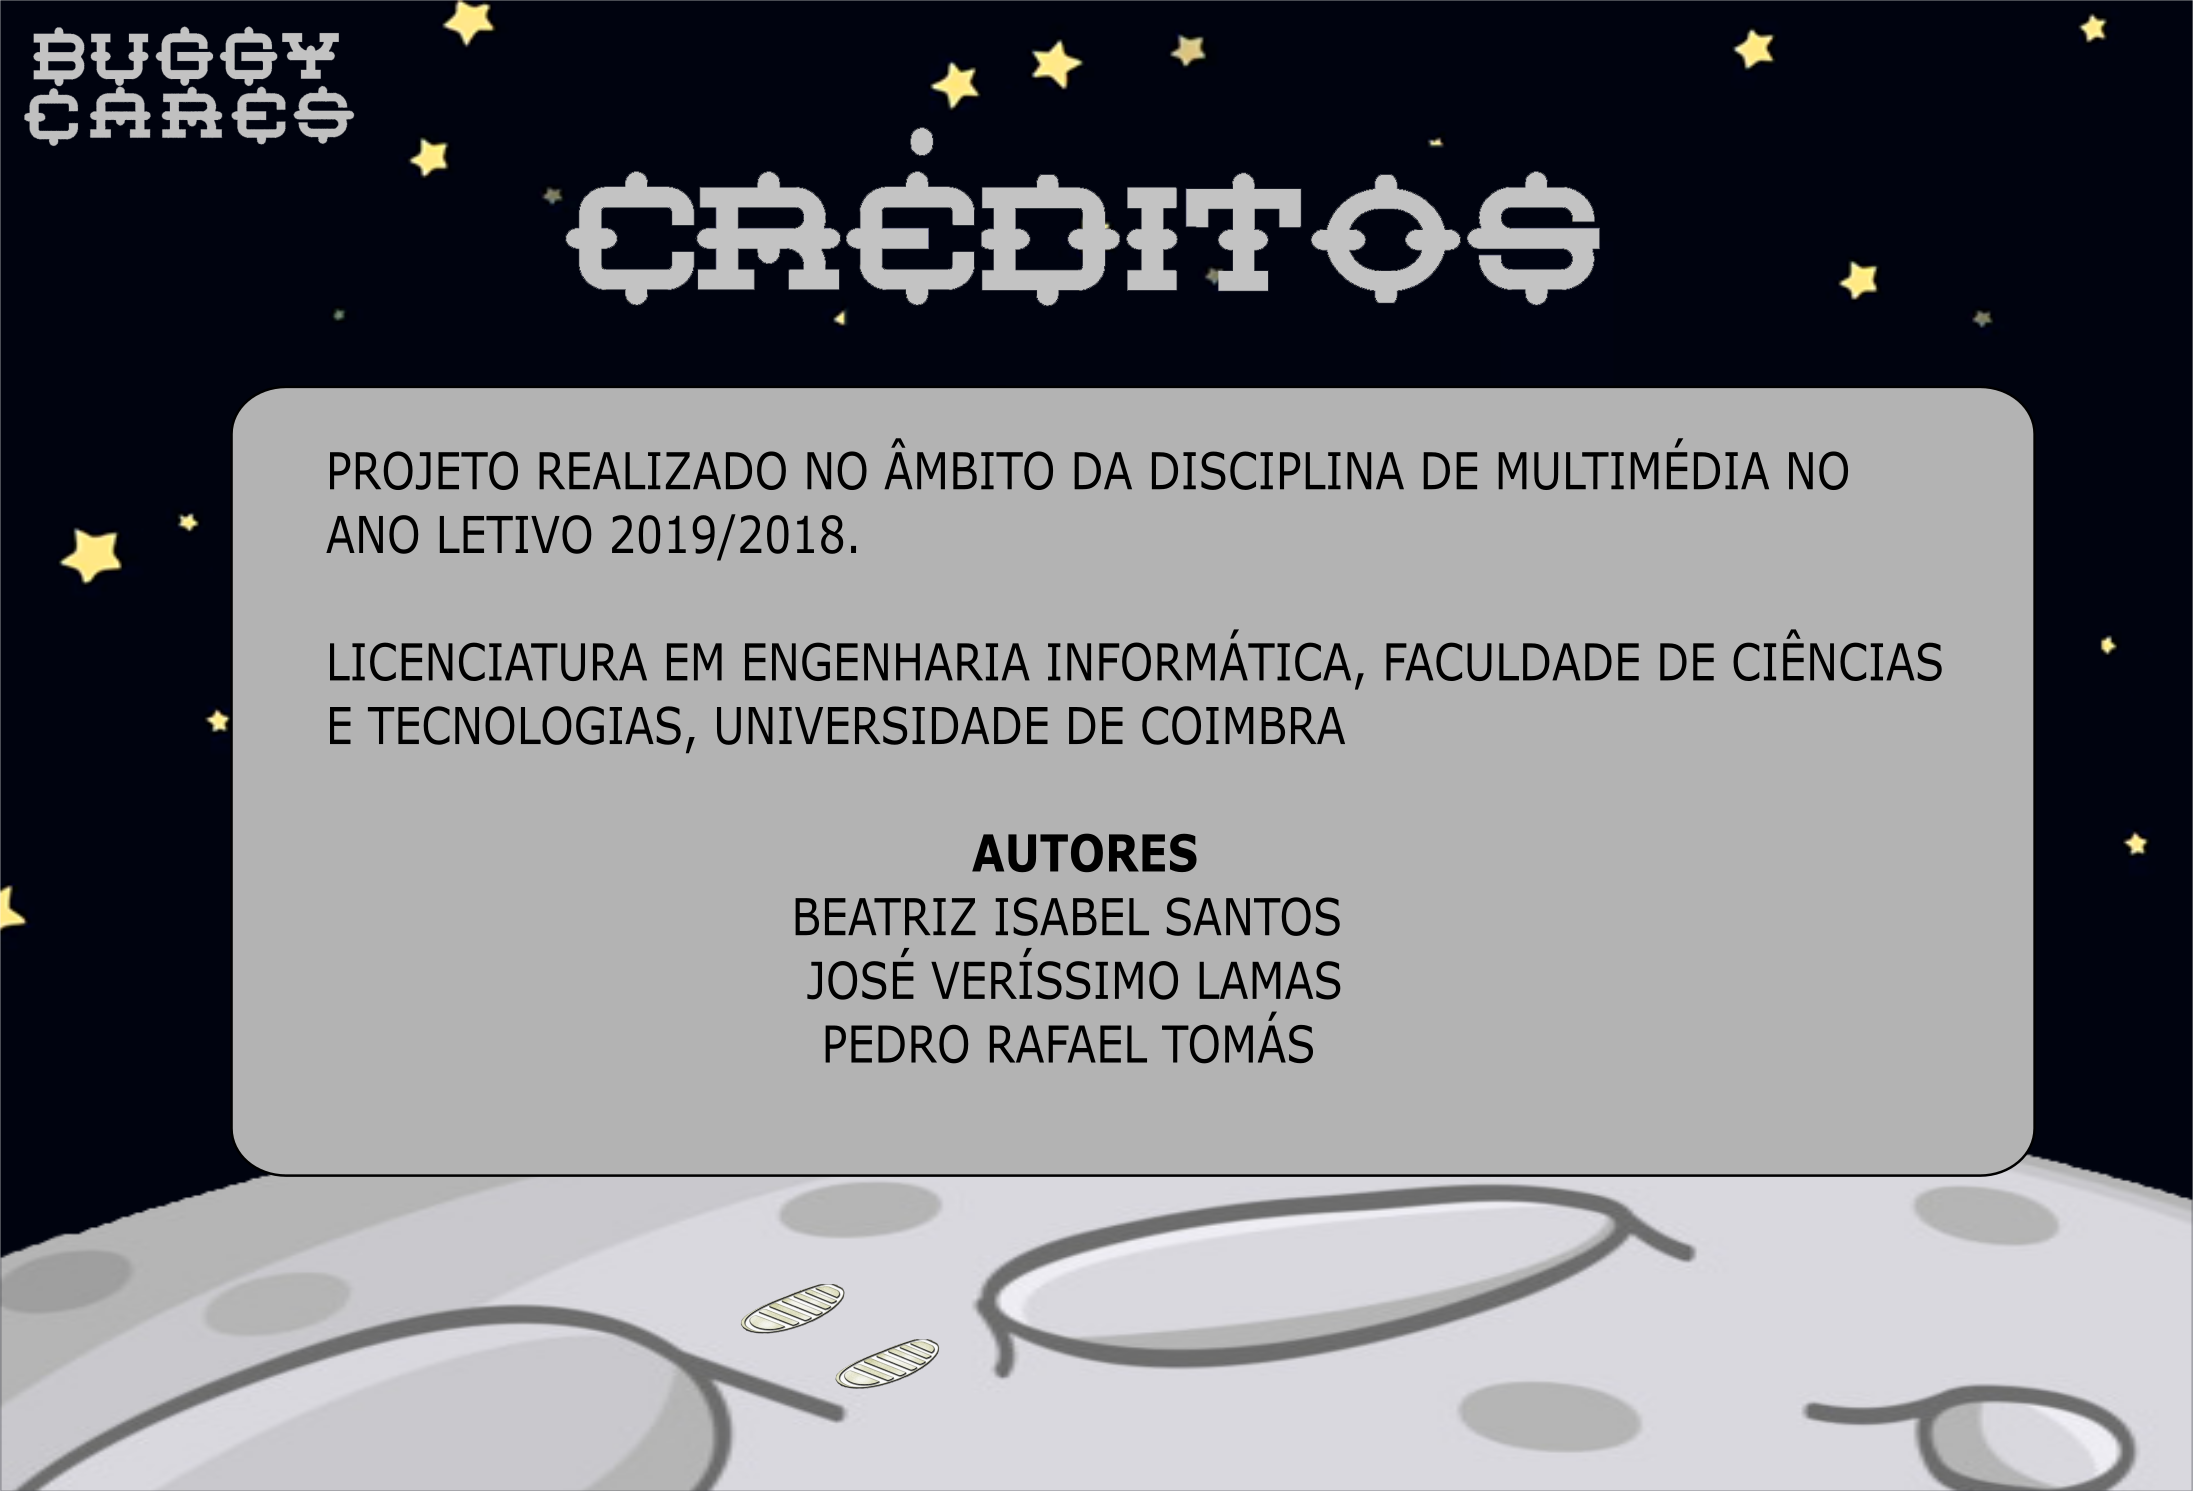 BUGGY
CARES
CRÉDITOS
PROJETO REALIZADO NO ÂMBITO DA DISCIPLINA DE MULTIMÉDIA NO
ANO LETIVO 2019/2018.
LICENCIATURA EM ENGENHARIA INFORMÁTICA, FACULDADE DE CIÊNCIAS
E TECNOLOGIAS, UNIVERSIDADE DE COIMBRA
AUTORES
BEATRIZ ISABEL SANTOS
JOSÉ VERÍSSIMO LAMAS
PEDRO RAFAEL TOMÁS